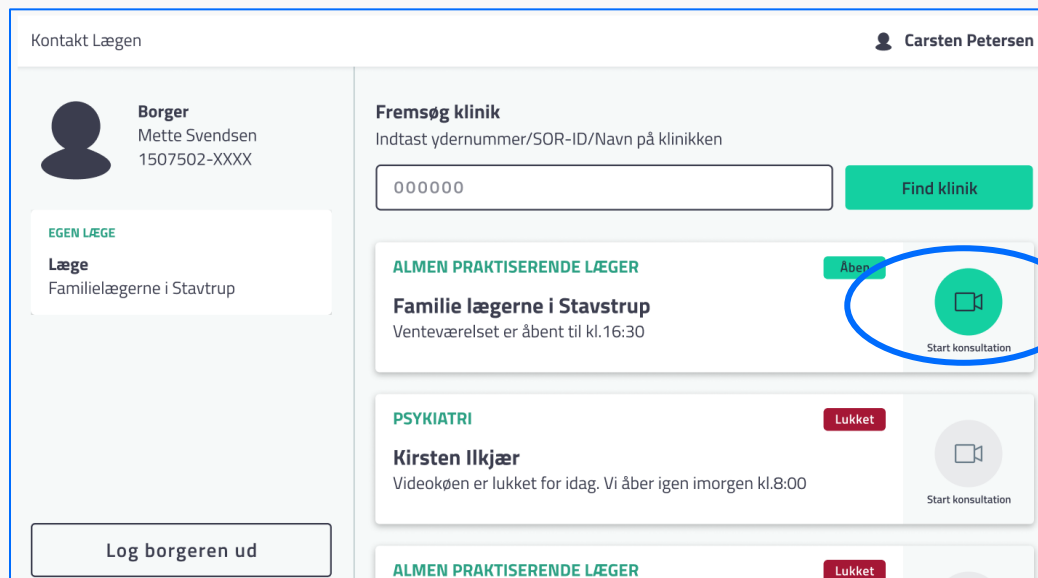 Kontakt Lægen
Carsten Petersen
Borger
Mette Svendsen
1507502-XXXX
EGEN LÆGE
Læge
Familielægerne i Stavtrup
Log borgeren ud
Fremsøg klinik
Indtast ydernummer/SOR-ID/Navn på klinikken
000000
Find klinik
ALMEN PRAKTISERENDE LÆGER
Åben
Familie lægerne i Stavstrup
Venteværelset er åbent til kl.16:30
Start konsultation
PSYKIATRI
Lukket
Kirsten Ilkjær
Videokøen er lukket for idag. Vi åber igen imorgen kl.8:00
Start konsultation
ALMEN PRAKTISERENDE LÆGER
Lukket